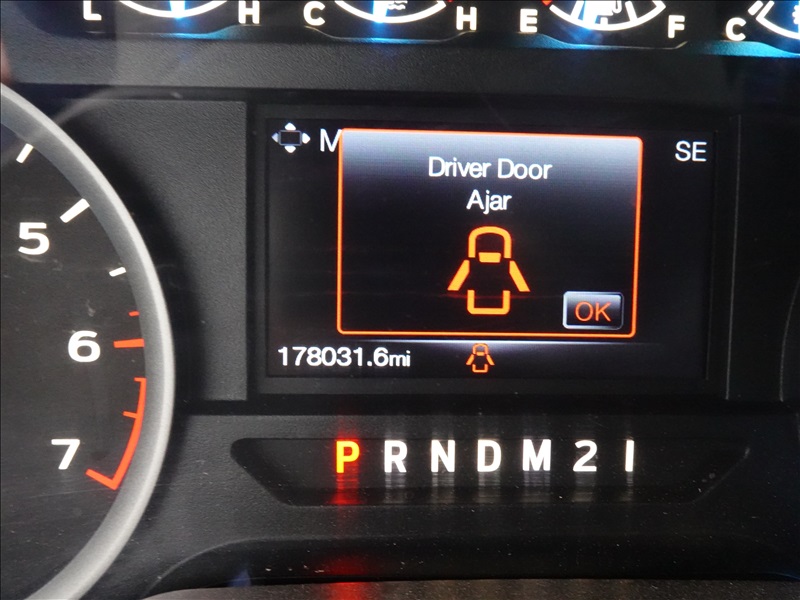 L H C H E F C
M
SE
Driver Door
Ajar
OK
5
6
7
178031.6mi
P R N D M 2 1